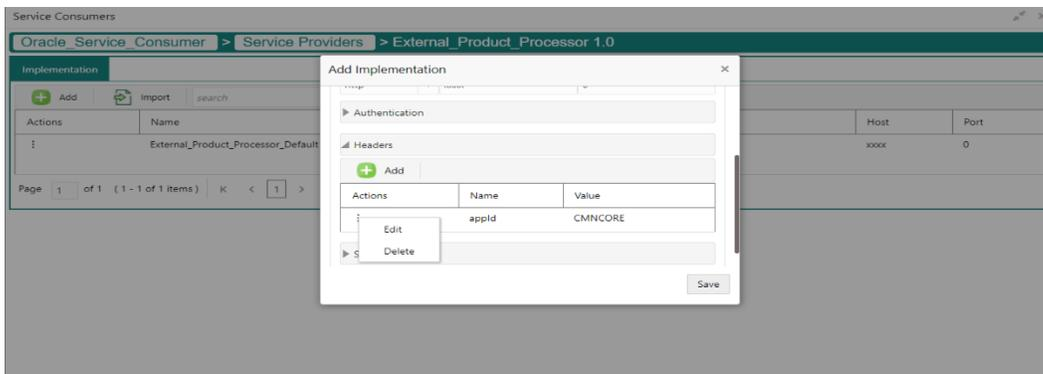 Service Consumers
Oracle_Service_Consumer > Service Providers > External_Product_Processor 1.0
Implementation
Add Import search
Actions Name Host Port
External_Product_Processor_Default xxxx 0
Page 1 of 1 (1 - 1 of 1 items) K < 1 >
Add Implementation
Authentication
Headers
Add
Actions Name Value
appId CMNCORE
Edit
Delete
S
Save